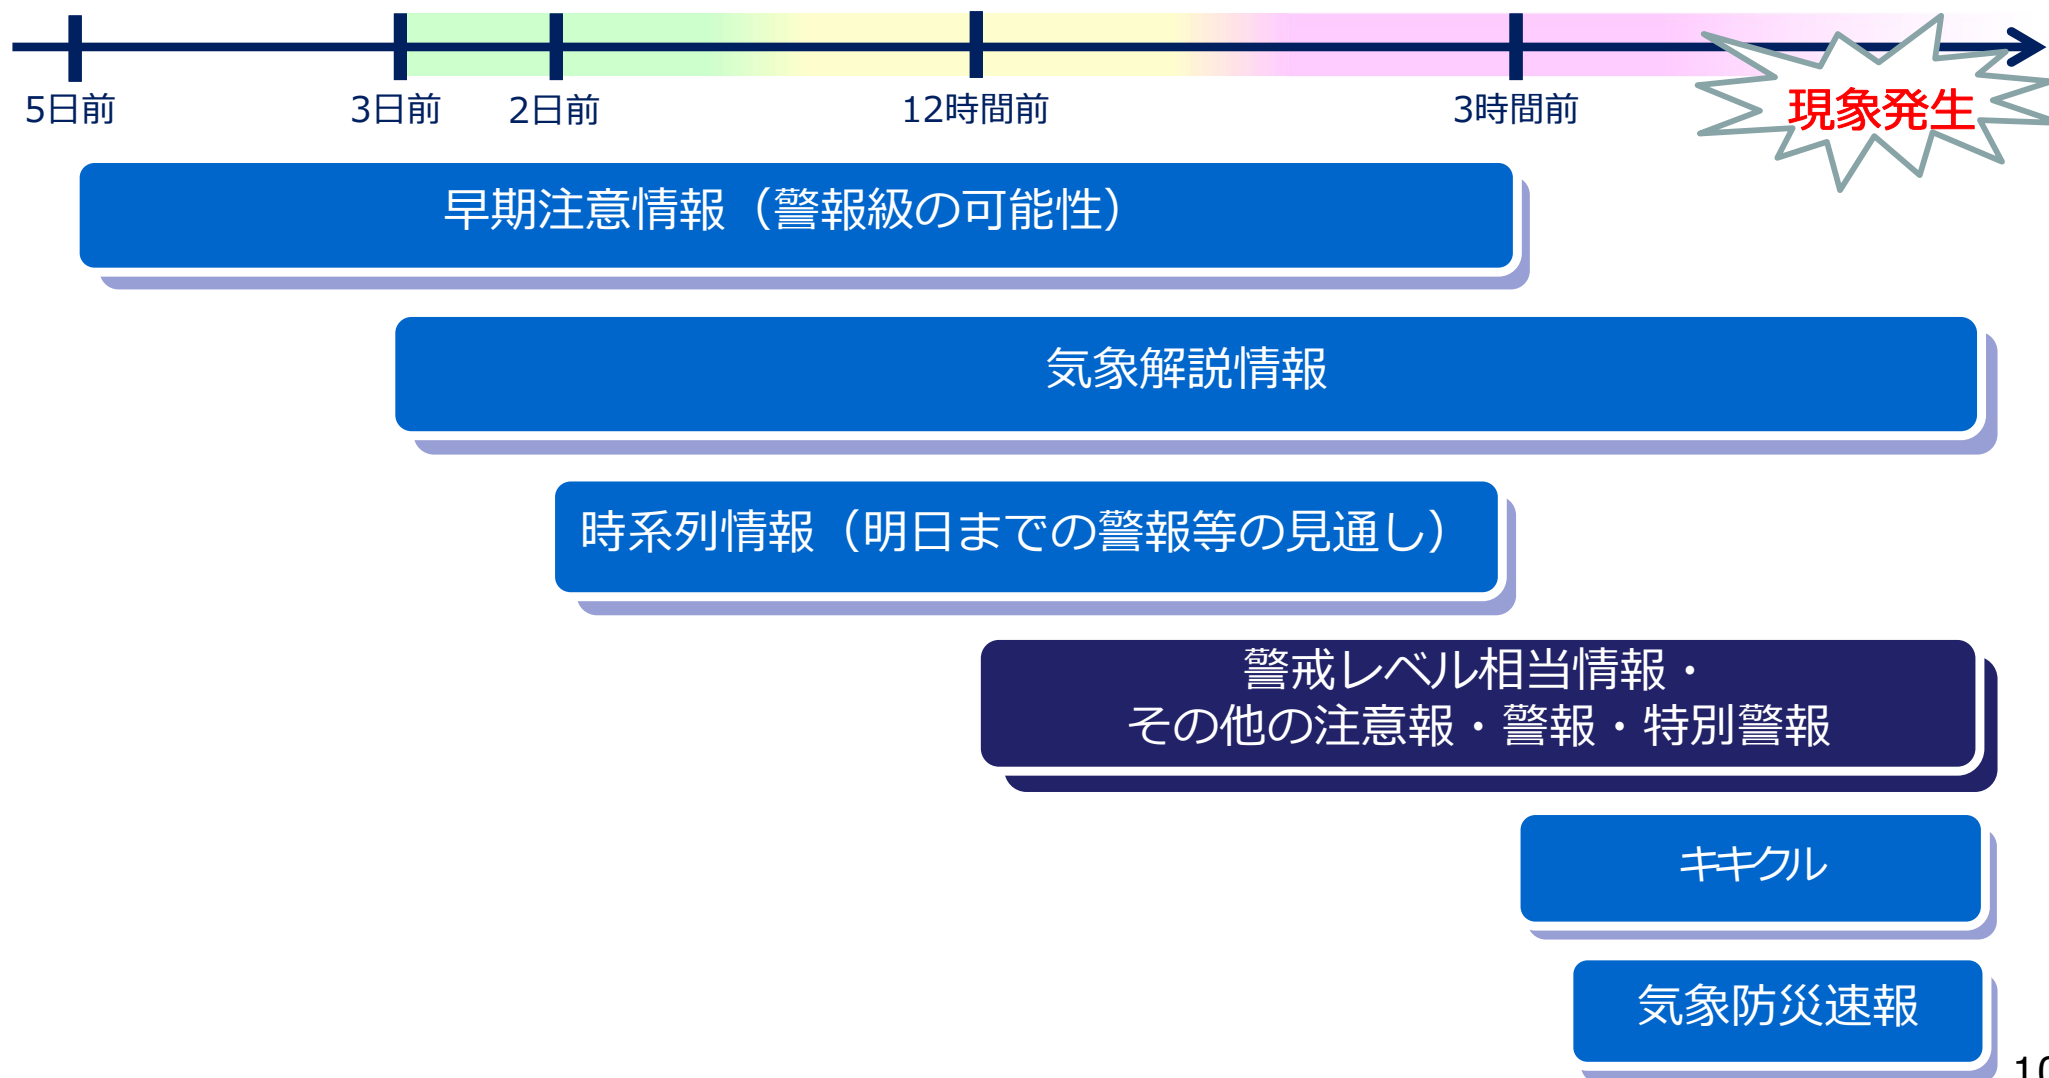 5日前
3日前
2日前
12時間前
3時間前
現象発生
早期注意情報（警報級の可能性）
気象解説情報
時系列情報（明日までの警報等の見通し）
警戒レベル相当情報・
その他の注意報・警報・特別警報
キキクル
気象防災速報